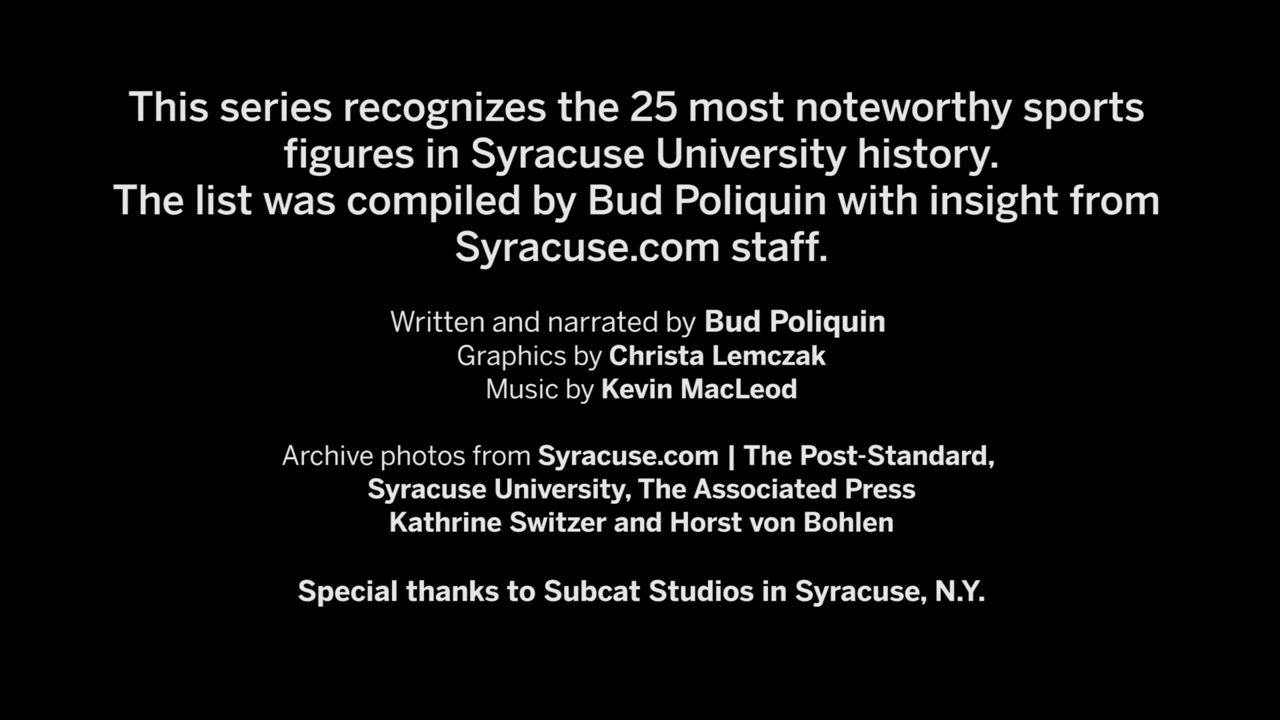 This series recognizes the 25 most noteworthy sports
figures in Syracuse University history.
The list was compiled by Bud Poliquin with insight from
Syracuse.com staff.
Written and narrated by Bud Poliquin
Graphics by Christa Lemczak
Music by Kevin MacLeod
Archive photos from Syracuse.com | The Post-Standard,
Syracuse University, The Associated Press
Kathrine Switzer and Horst von Bohlen
Special thanks to Subcat Studios in Syracuse, N.Y.